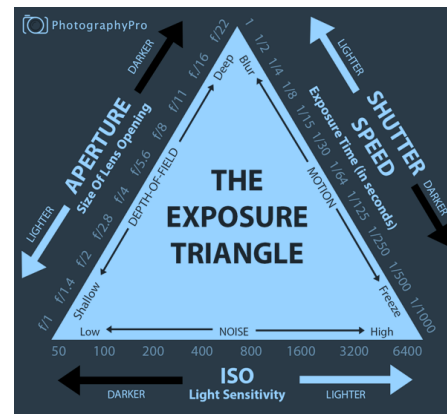 PhotographyPro
DARKER
APERTURE
Size Of Lens Opening
LIGHTER
f/1 f/1.4 f/2 f/2.8 f/4 f/5.6 f/8 f/11 f/16 f/22
Deep
DEPTH-OF-FIELD
Shallow
LIGHTER
SHUTTER
SPEED
Exposure Time (in seconds)
DARKER
1 1/2 1/4 1/8 1/15 1/30 1/64 1/125 1/250 1/500 1/1000
Blur
MOTION
Freeze
THE
EXPOSURE
TRIANGLE
Low NOISE High
50 100 200 400 800 1600 3200 6400
DARKER ISO LIGHTER
Light Sensitivity